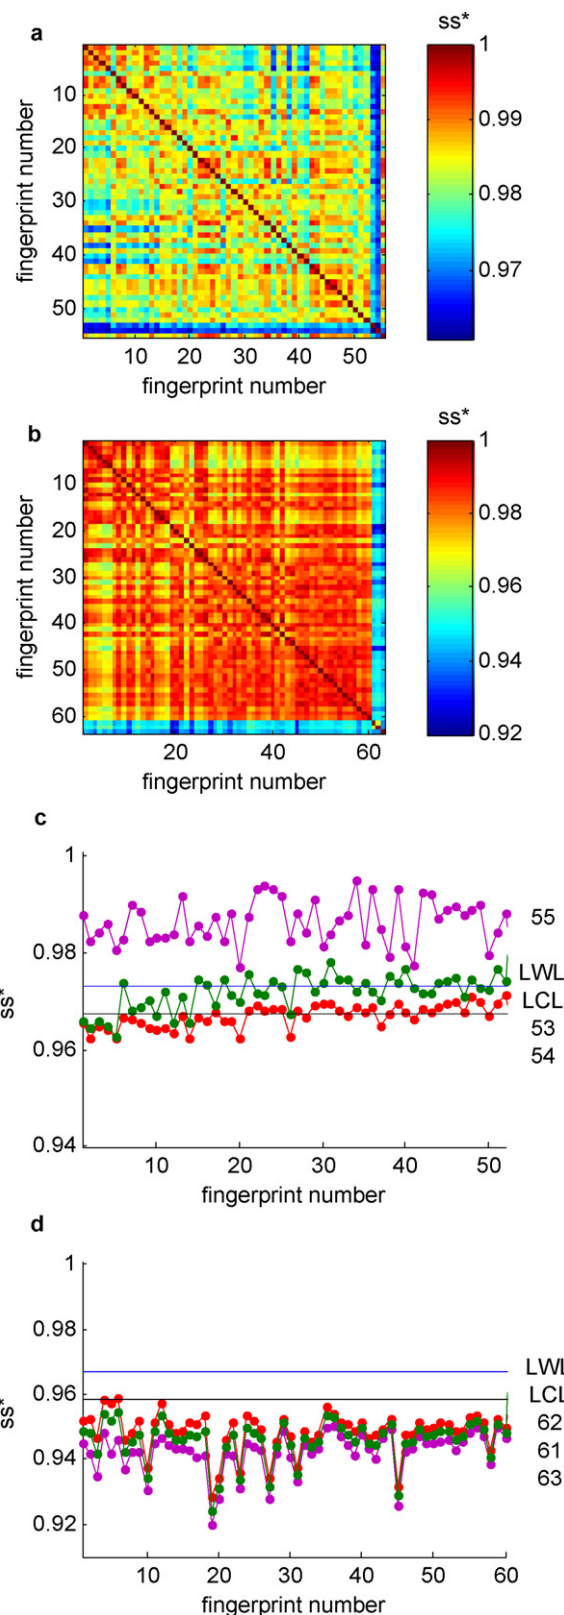 a
ss*
1
0.99
0.98
0.97
10
20
30
40
50
fingerprint number
10 20 30 40 50
fingerprint number
b
ss*
1
0.98
0.96
0.94
0.92
10
20
30
40
50
60
fingerprint number
20 40 60
fingerprint number
c
1
0.98
0.96
0.94
ss*
55
LWL
LCL
53
54
10 20 30 40 50
fingerprint number
d
1
0.98
0.96
0.94
0.92
ss*
LWL
LCL
62
61
63
10 20 30 40 50 60
fingerprint number